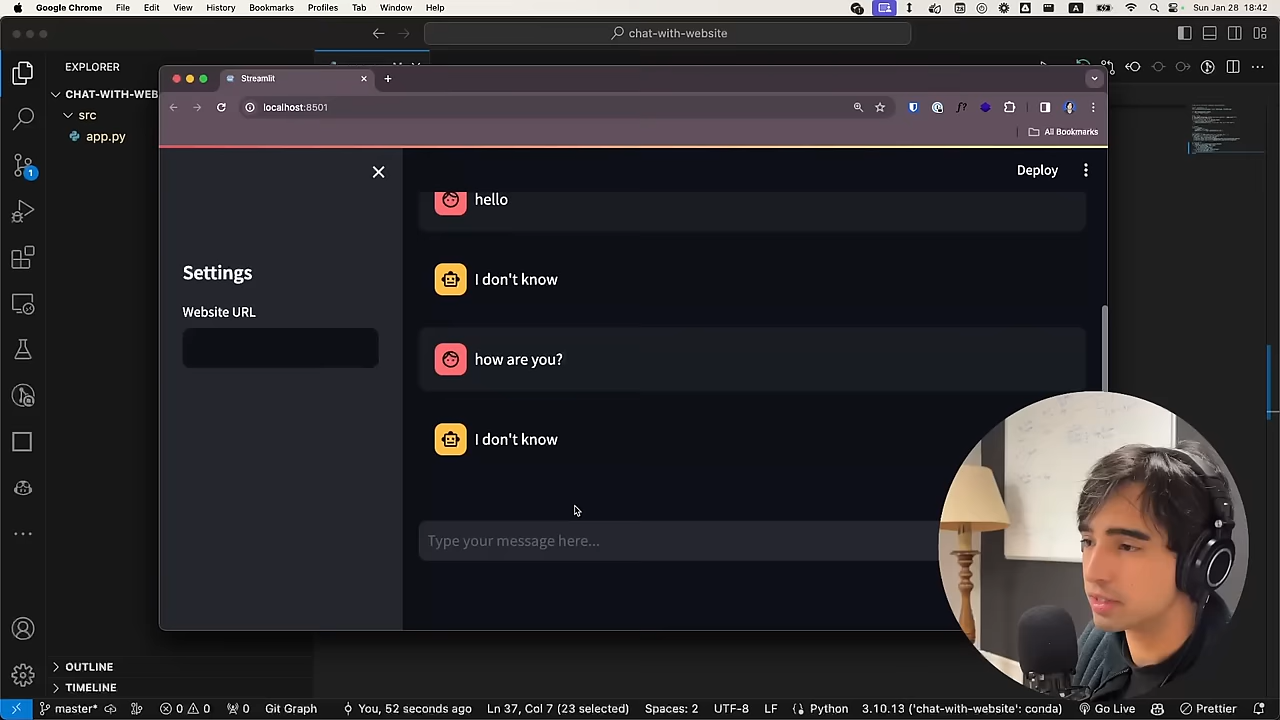 Google Chrome File Edit View History Bookmarks Profiles Tab Window Help Sun Jan 28 18:42
chat-with-website
EXPLORER
CHAT-WITH-WEB
src
app.py
Streamlit
localhost:8501
All Bookmarks
Deploy
hello
Settings
I don't know
Website URL
how are you?
I don't know
Type your message here...
OUTLINE
TIMELINE
master* 0 0 0 Git Graph You, 52 seconds ago Ln 37, Col 7 (23 selected) Spaces: 2 UTF-8 LF Python 3.10.13 ('chat-with-website': conda) Go Live Prettier